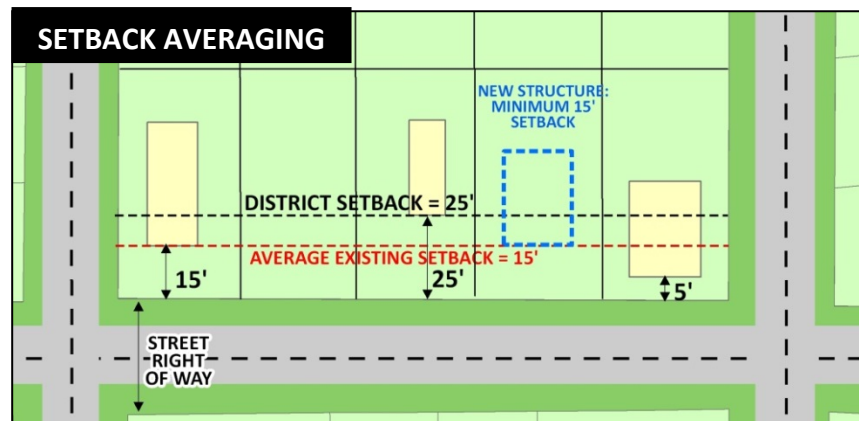 SETBACK AVERAGING
NEW STRUCTURE:
MINIMUM 15'
SETBACK
DISTRICT SETBACK = 25'
AVERAGE EXISTING SETBACK = 15'
15'
25'
5'
STREET
RIGHT
OF WAY